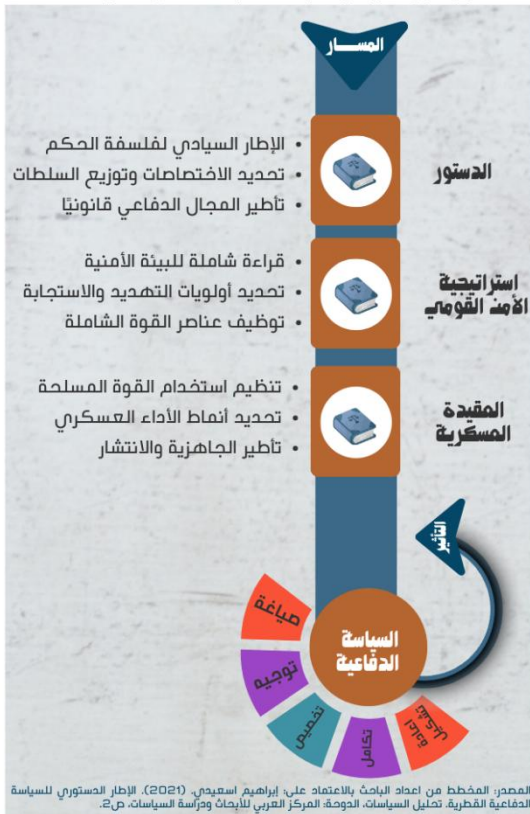 المســـار
الدستور
• الإطار السيادي لفلسفة الحكم
• تحديد الاختصاصات وتوزيع السلطات
• تأطير المجال الدفاعي قانونيًا
استراتيجية
الأمن القومي
• قراءة شاملة للبيئة الأمنية
• تحديد أولويات التهديد والاستجابة
• توظيف عناصر القوة الشاملة
العقيدة
العسكرية
• تنظيم استخدام القوة المسلحة
• تحديد أنماط الأداء العسكري
• تأطير الجاهزية والانتشار
التأثير
السياسة
الدفاعية
صياغة
توجيه
تخصيص
تكامل
اعادة
تشكيل
المصدر: المخطط من اعداد الباحث بالاعتماد على: إبراهيم اسعيدي، (2021)، الإطار الدستوري للسياسة
الدفاعية القطرية، تحليل السياسات، الدوحة: المركز العربي للأبحاث ودراسة السياسات، ص2.